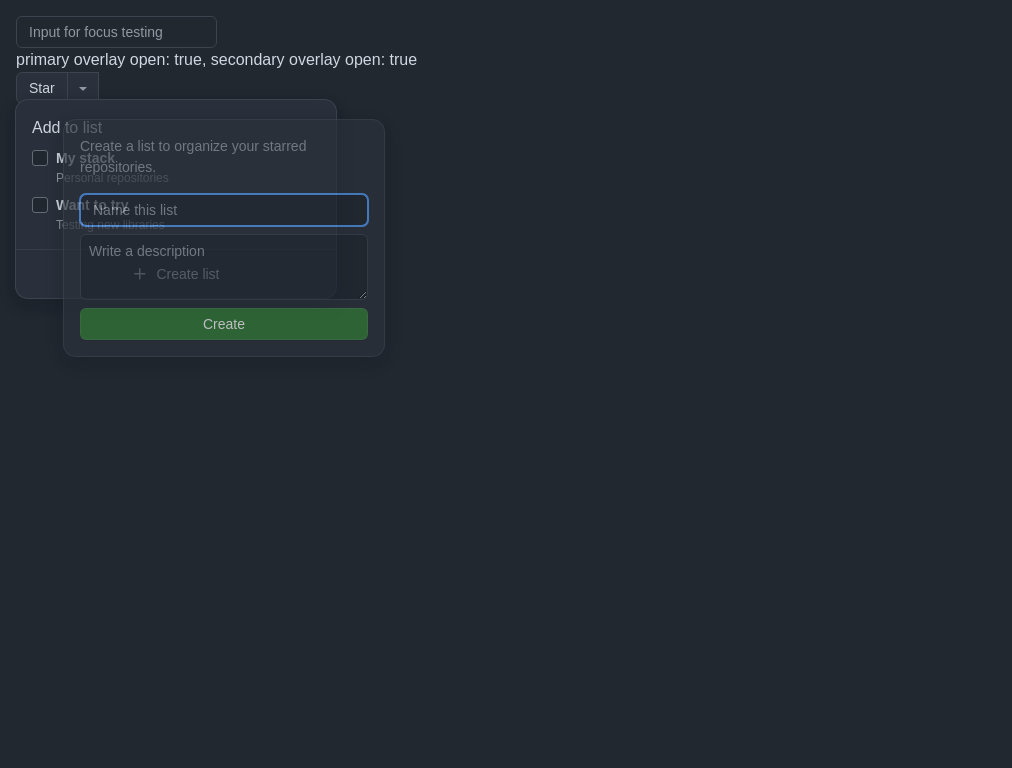 Input for focus testing
primary overlay open: true, secondary overlay open: true
Star
Add to list
Create a list to organize your starred
repositories.
My stack
Personal repositories
Want to try
Name this list
Testing new libraries
Write a description
Create list
Create